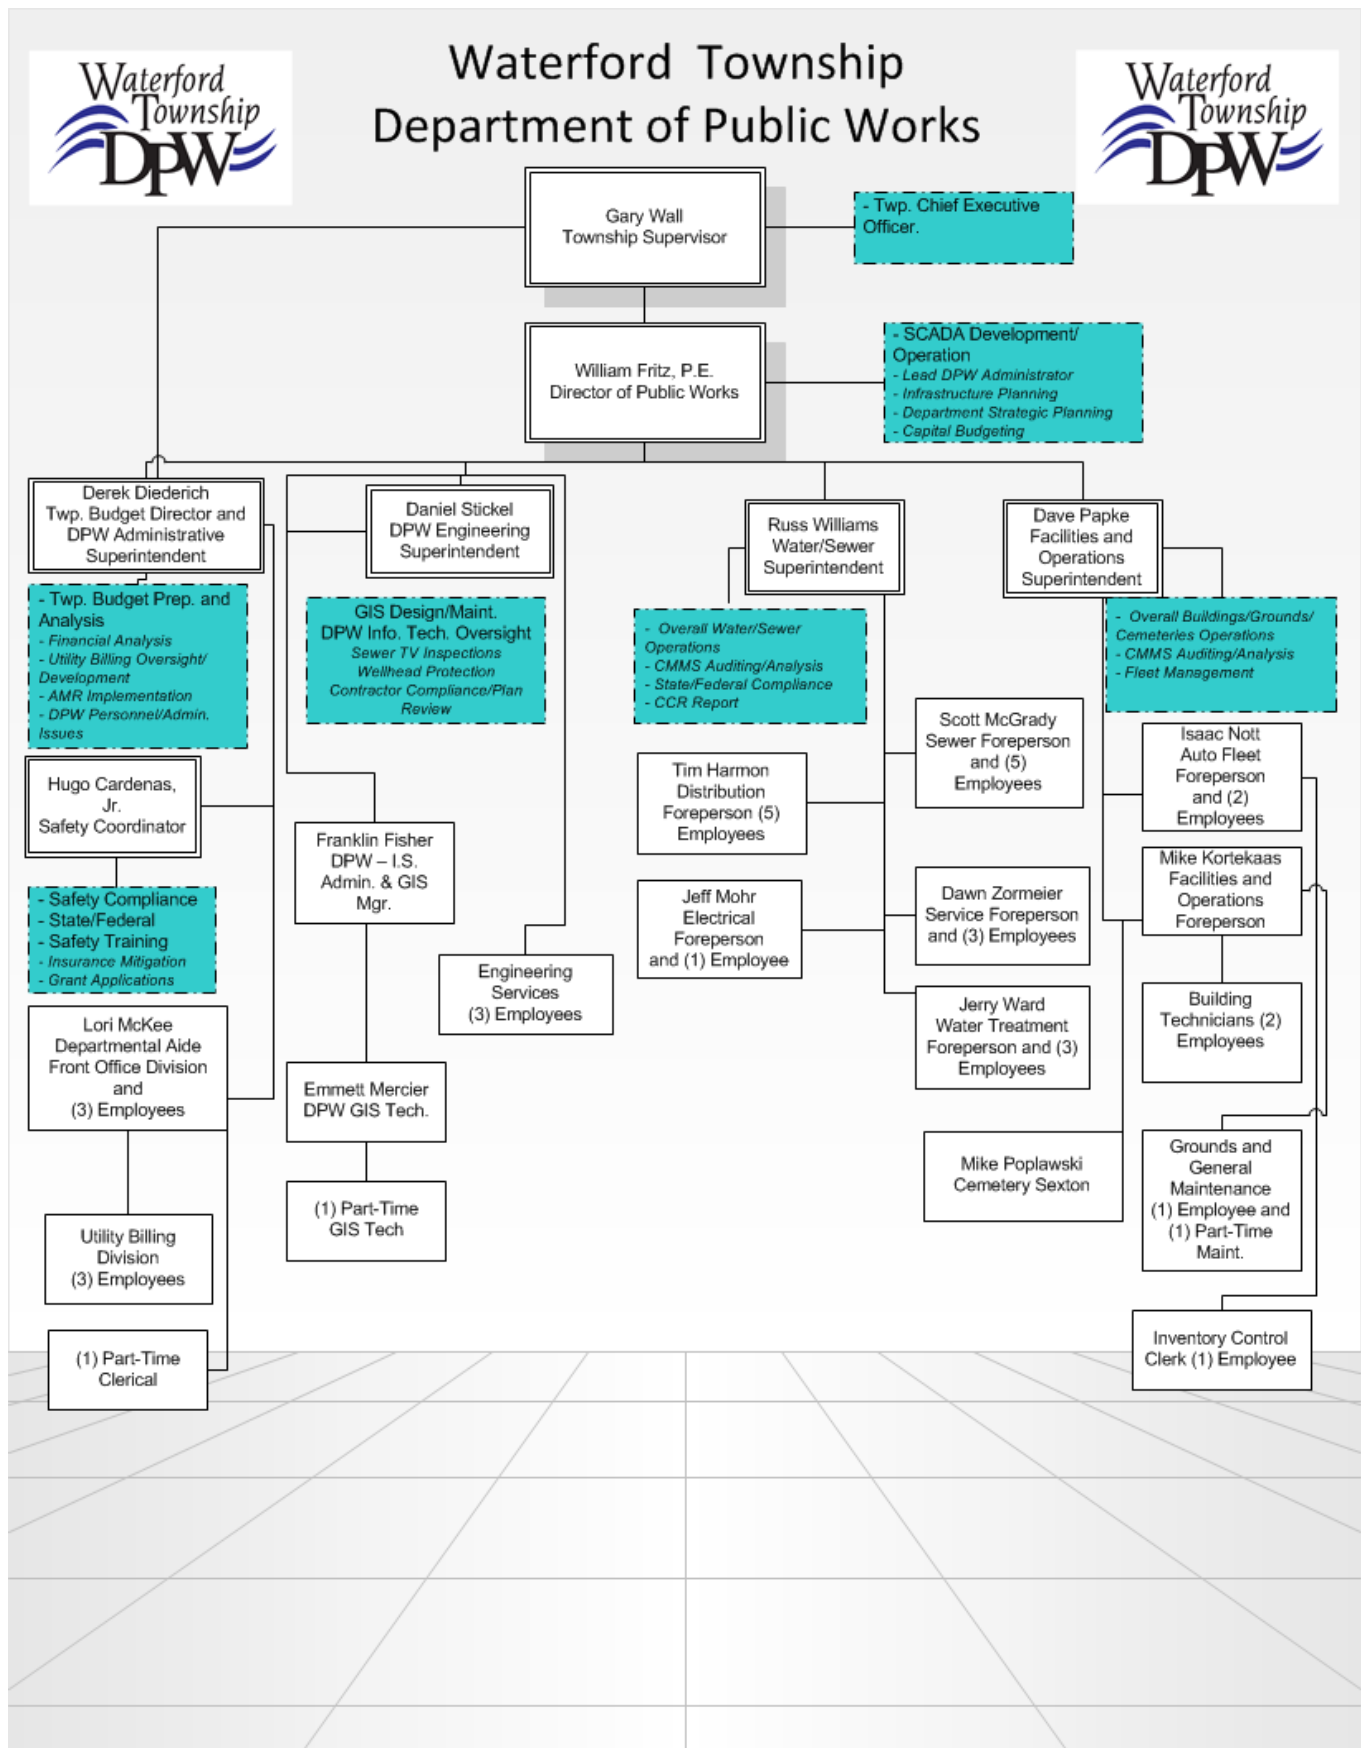 Waterford
Township
DPW
Waterford Township
Department of Public Works
Waterford
Township
DPW
Gary Wall
Township Supervisor
- Twp. Chief Executive
Officer.
William Fritz, P.E.
Director of Public Works
- SCADA Development/
Operation
- Lead DPW Administrator
- Infrastructure Planning
- Department Strategic Planning
- Capital Budgeting
Derek Diederich
Twp. Budget Director and
DPW Administrative
Superintendent
- Twp. Budget Prep. and
Analysis
- Financial Analysis
- Utility Billing Oversight/
Development
- AMR Implementation
- DPW Personnel/Admin.
Issues
Hugo Cardenas,
Jr.
Safety Coordinator
- Safety Compliance
- State/Federal
- Safety Training
- Insurance Mitigation
- Grant Applications
Lori McKee
Departmental Aide
Front Office Division
and
(3) Employees
Utility Billing
Division
(3) Employees
(1) Part-Time
Clerical
Daniel Stickel
DPW Engineering
Superintendent
GIS Design/Maint.
DPW Info. Tech. Oversight
Sewer TV Inspections
Wellhead Protection
Contractor Compliance/Plan
Review
Franklin Fisher
DPW – I.S.
Admin. & GIS
Mgr.
Engineering
Services
(3) Employees
Emmett Mercier
DPW GIS Tech.
(1) Part-Time
GIS Tech
Russ Williams
Water/Sewer
Superintendent
- Overall Water/Sewer
Operations
- CMMS Auditing/Analysis
- State/Federal Compliance
- CCR Report
Tim Harmon
Distribution
Foreperson (5)
Employees
Jeff Mohr
Electrical
Foreperson
and (1) Employee
Scott McGrady
Sewer Foreperson
and (5)
Employees
Dawn Zormeier
Service Foreperson
and (3) Employees
Jerry Ward
Water Treatment
Foreperson and (3)
Employees
Dave Papke
Facilities and
Operations
Superintendent
- Overall Buildings/Grounds/
Cemeteries Operations
- CMMS Auditing/Analysis
- Fleet Management
Isaac Nott
Auto Fleet
Foreperson
and (2)
Employees
Mike Kortekaas
Facilities and
Operations
Foreperson
Building
Technicians (2)
Employees
Mike Poplawski
Cemetery Sexton
Grounds and
General
Maintenance
(1) Employee and
(1) Part-Time
Maint.
Inventory Control
Clerk (1) Employee